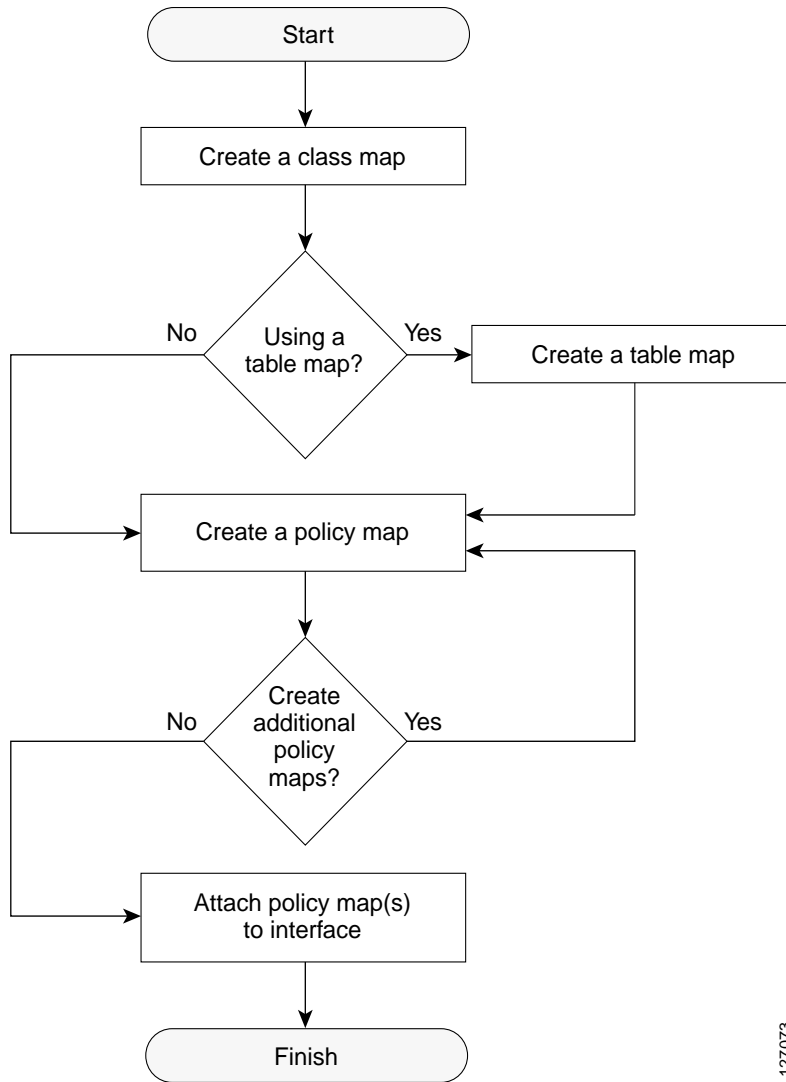 Start
Create a class map
No
Using a
table map?
Yes
Create a table map
Create a policy map
No
Create
additional
policy
maps?
Yes
Attach policy map(s)
to interface
Finish
127073